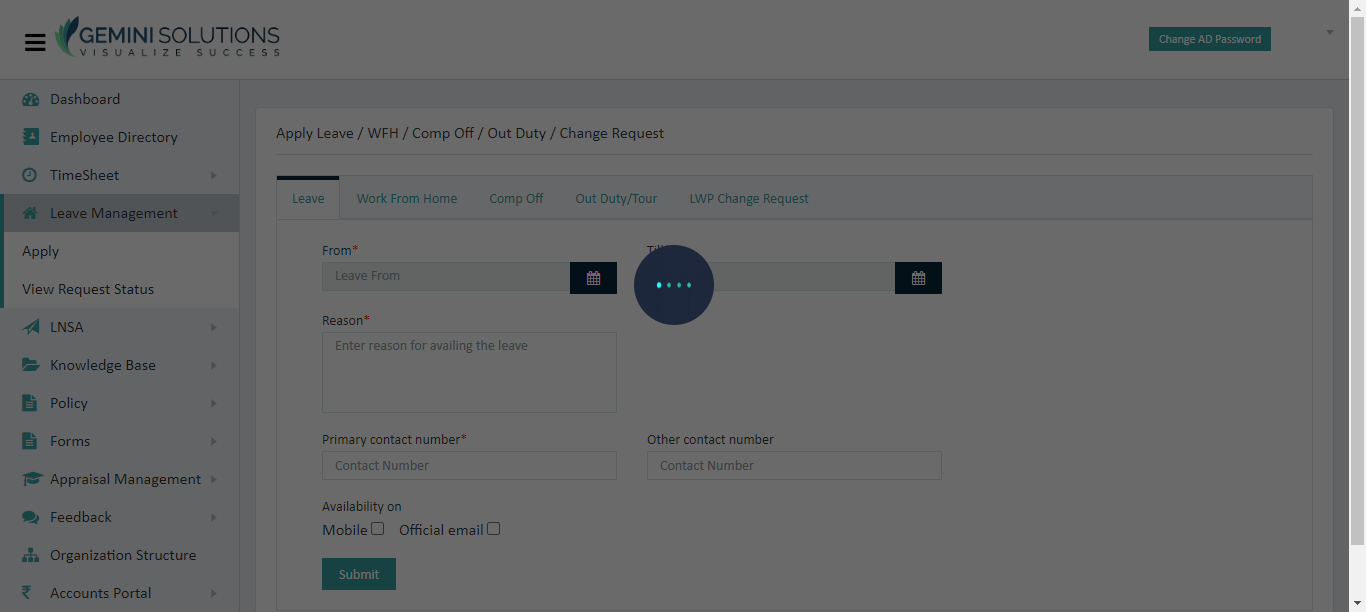 GEMINI SOLUTIONS
VISUALIZE SUCCESS
Change AD Password
Dashboard
Employee Directory
TimeSheet
Leave Management
Apply
View Request Status
LNSA
Knowledge Base
Policy
Forms
Appraisal Management
Feedback
Organization Structure
Accounts Portal
Apply Leave / WFH / Comp Off / Out Duty / Change Request
Leave Work From Home Comp Off Out Duty/Tour LWP Change Request
From*
Leave From
Reason*
Enter reason for availing the leave
Primary contact number* Other contact number
Contact Number Contact Number
Availability on
Mobile Official email
Submit